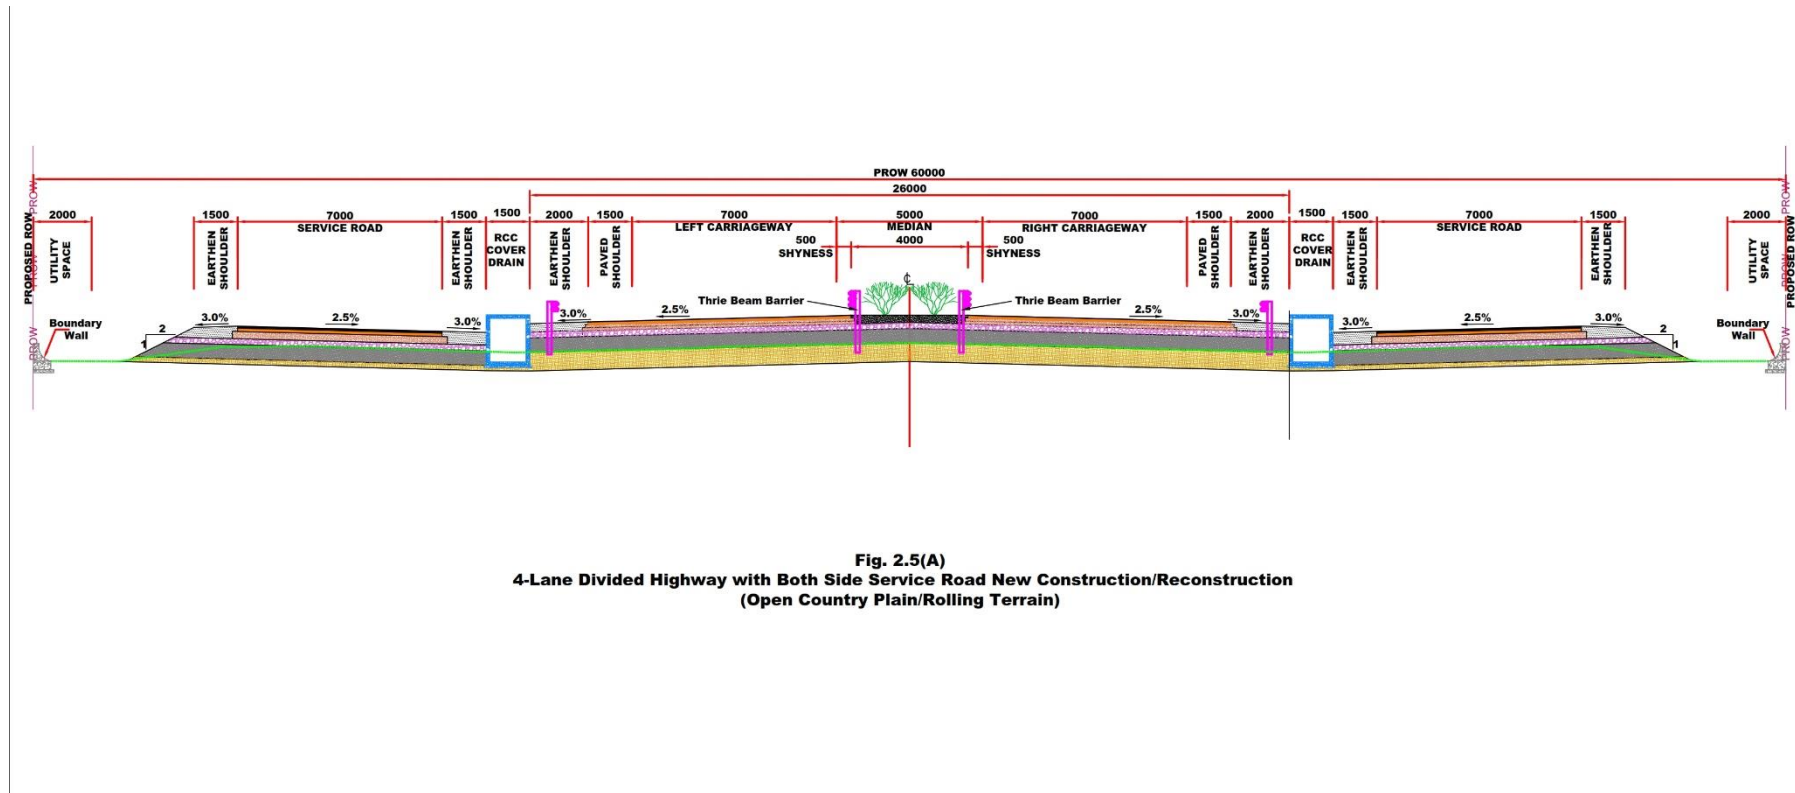 PROW 60000
26000
2000
1500
7000
1500
1500
2000
1500
7000
5000
7000
1500
2000
1500
1500
7000
1500
2000
PROPOSED ROW
PROW
PROW
PROW
UTILITY
SPACE
EARTHEN
SHOULDER
SERVICE ROAD
EARTHEN
SHOULDER
RCC
COVER
DRAIN
EARTHEN
SHOULDER
PAVED
SHOULDER
LEFT CARRIAGEWAY
MEDIAN
RIGHT CARRIAGEWAY
PAVED
SHOULDER
EARTHEN
SHOULDER
RCC
COVER
DRAIN
EARTHEN
SHOULDER
SERVICE ROAD
EARTHEN
SHOULDER
UTILITY
SPACE
PROPOSED ROW
PROW
PROW
PROW
500
SHYNESS
4000
500
SHYNESS
℄
Thrie Beam Barrier
Thrie Beam Barrier
Boundary
Wall
2
1
3.0%
2.5%
3.0%
3.0%
2.5%
2.5%
3.0%
3.0%
2.5%
3.0%
2
1
Boundary
Wall
Fig. 2.5(A)
4-Lane Divided Highway with Both Side Service Road New Construction/Reconstruction
(Open Country Plain/Rolling Terrain)